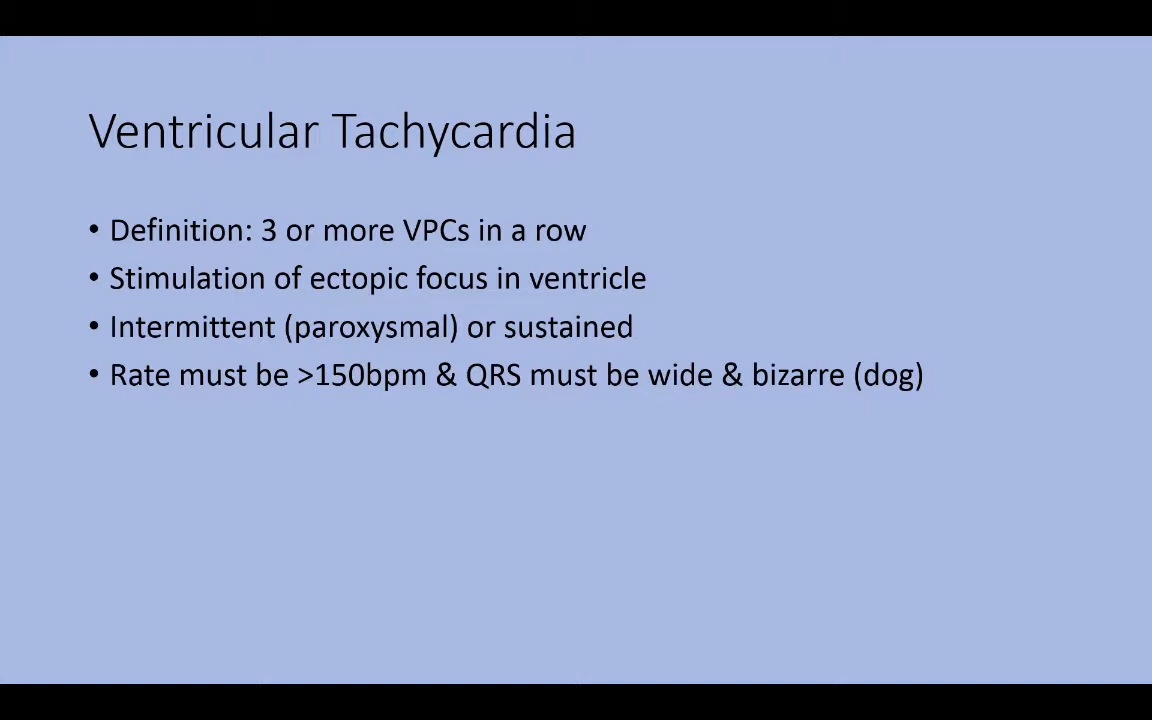 Ventricular Tachycardia
• Definition: 3 or more VPCs in a row
• Stimulation of ectopic focus in ventricle
• Intermittent (paroxysmal) or sustained
• Rate must be >150bpm & QRS must be wide & bizarre (dog)